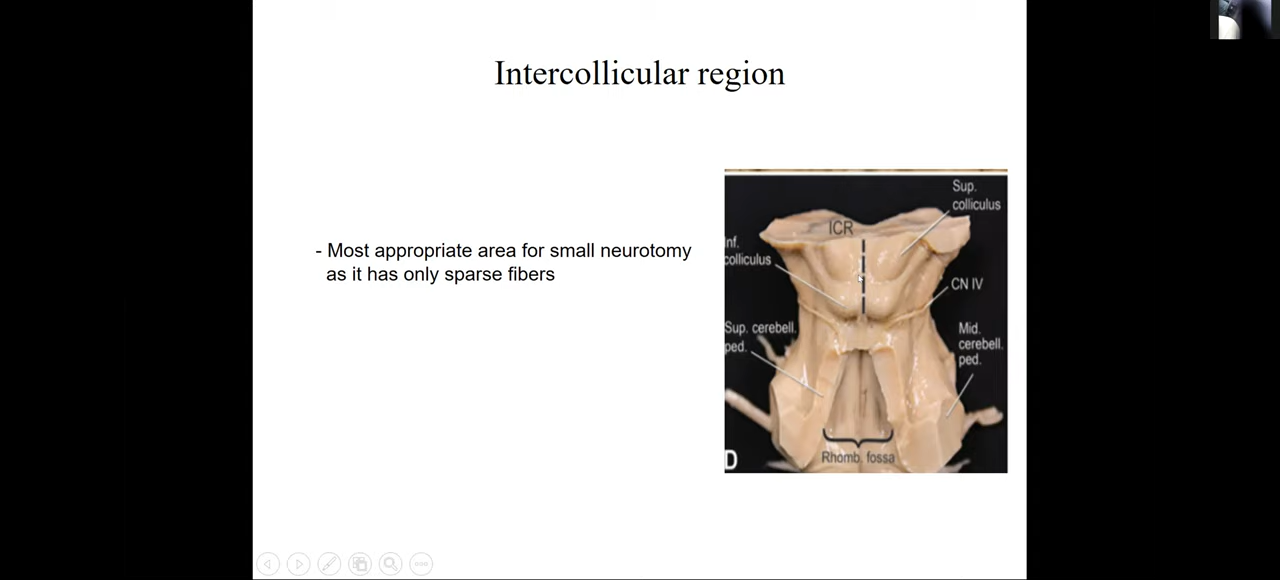 Intercollicular region
- Most appropriate area for small neurotomy
as it has only sparse fibers
Sup.
colliculus
ICR
Inf.
colliculus
CN IV
Sup. cerebell.
ped.
Mid.
cerebell.
ped.
Rhomb. fossa
D